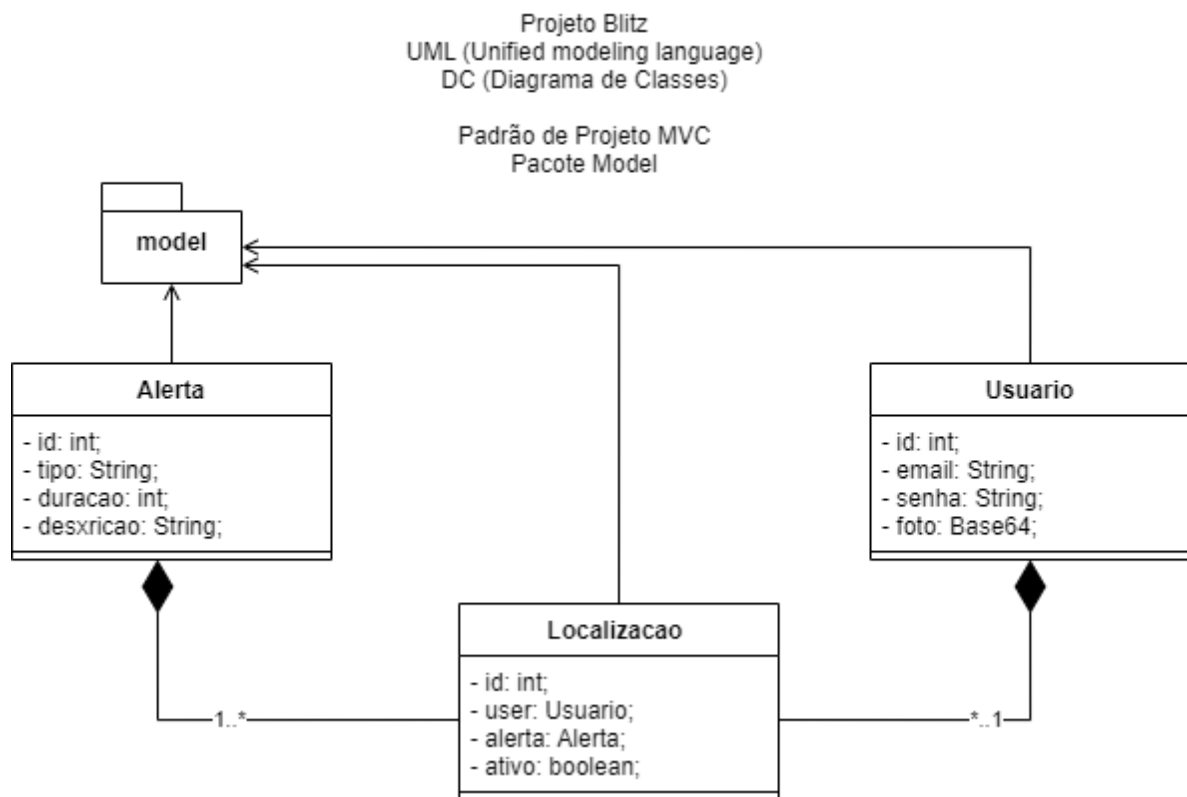 Projeto Blitz
UML (Unified modeling language)
DC (Diagrama de Classes)
Padrão de Projeto MVC
Pacote Model
model
Alerta
- id: int;
- tipo: String;
- duracao: int;
- desxricao: String;
Usuario
- id: int;
- email: String;
- senha: String;
- foto: Base64;
Localizacao
- id: int;
- user: Usuario;
- alerta: Alerta;
- ativo: boolean;
1..*
*..1